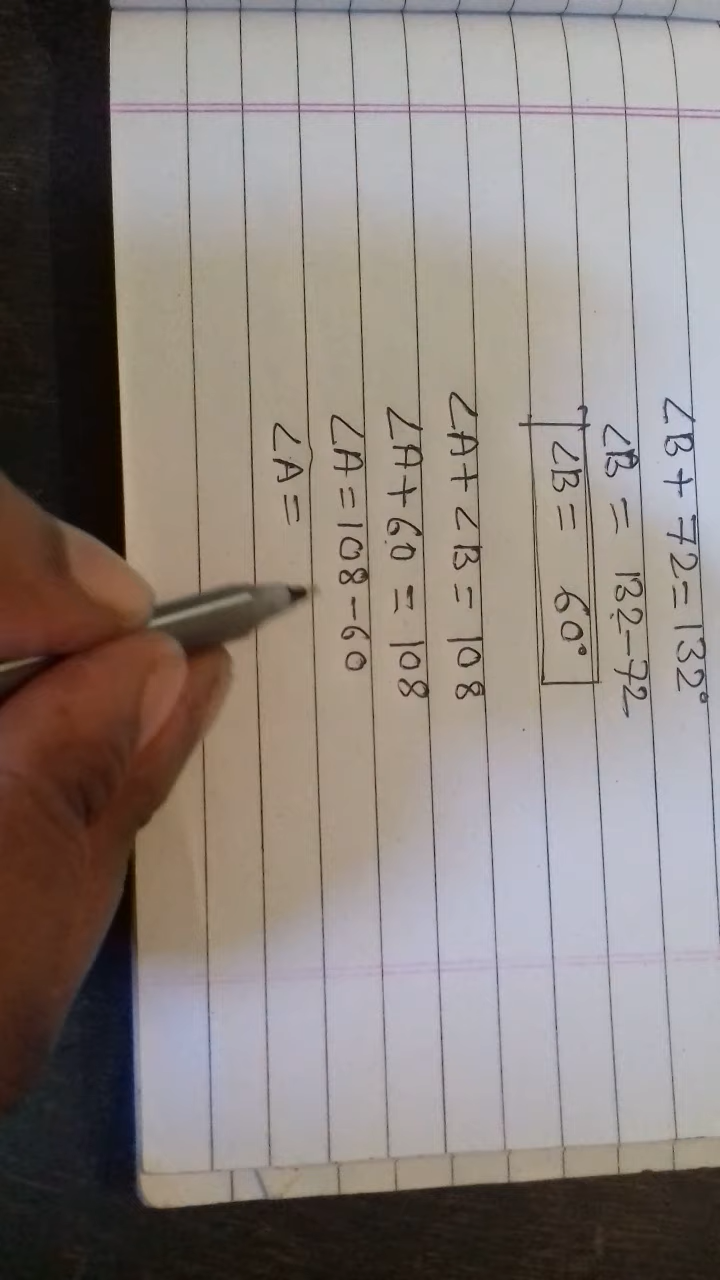 ∠B + 72 = 132°
∠B = 132 - 72
∠B = 60°
∠A + ∠B = 108
∠A + 60 = 108
∠A = 108 - 60
∠A =